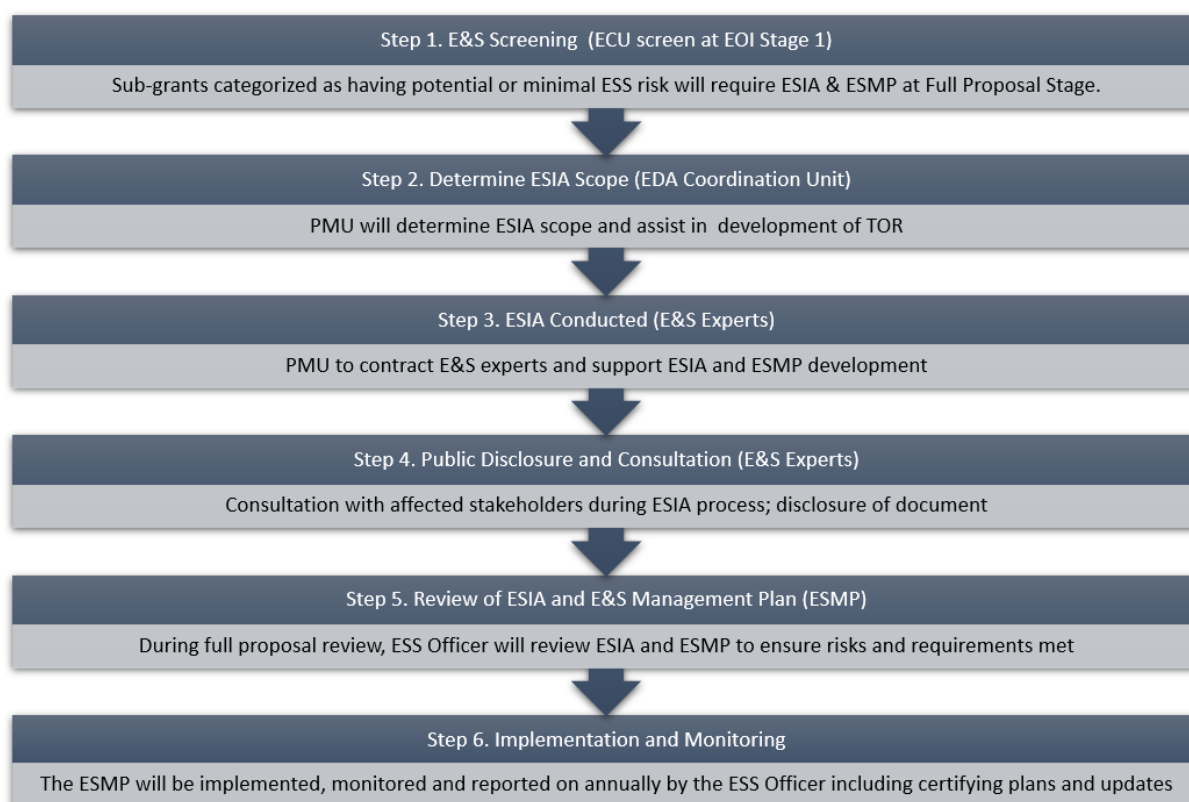 Step 1. E&S Screening (ECU screen at EOI Stage 1)
Sub-grants categorized as having potential or minimal ESS risk will require ESIA & ESMP at Full Proposal Stage.
Step 2. Determine ESIA Scope (EDA Coordination Unit)
PMU will determine ESIA scope and assist in development of TOR
Step 3. ESIA Conducted (E&S Experts)
PMU to contract E&S experts and support ESIA and ESMP development
Step 4. Public Disclosure and Consultation (E&S Experts)
Consultation with affected stakeholders during ESIA process; disclosure of document
Step 5. Review of ESIA and E&S Management Plan (ESMP)
During full proposal review, ESS Officer will review ESIA and ESMP to ensure risks and requirements met
Step 6. Implementation and Monitoring
The ESMP will be implemented, monitored and reported on annually by the ESS Officer including certifying plans and updates